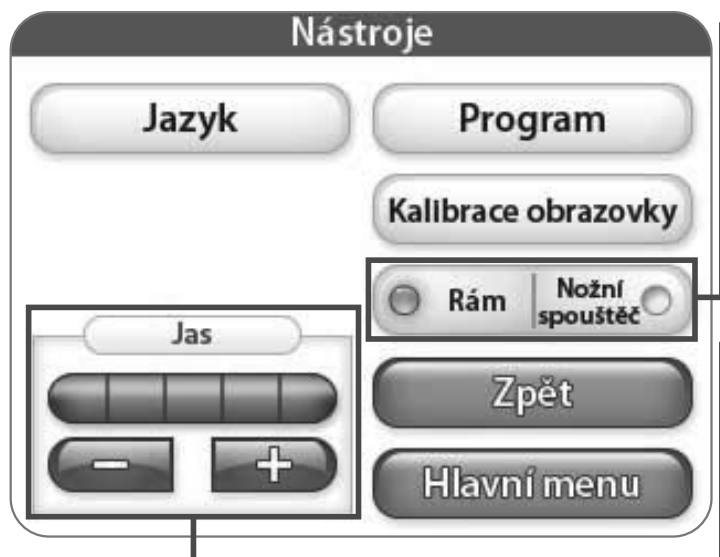 Nástroje
Jazyk
Program
Kalibrace obrazovky
Rám
Nožní
spouštěč
Jas
−
+
Zpět
Hlavní menu